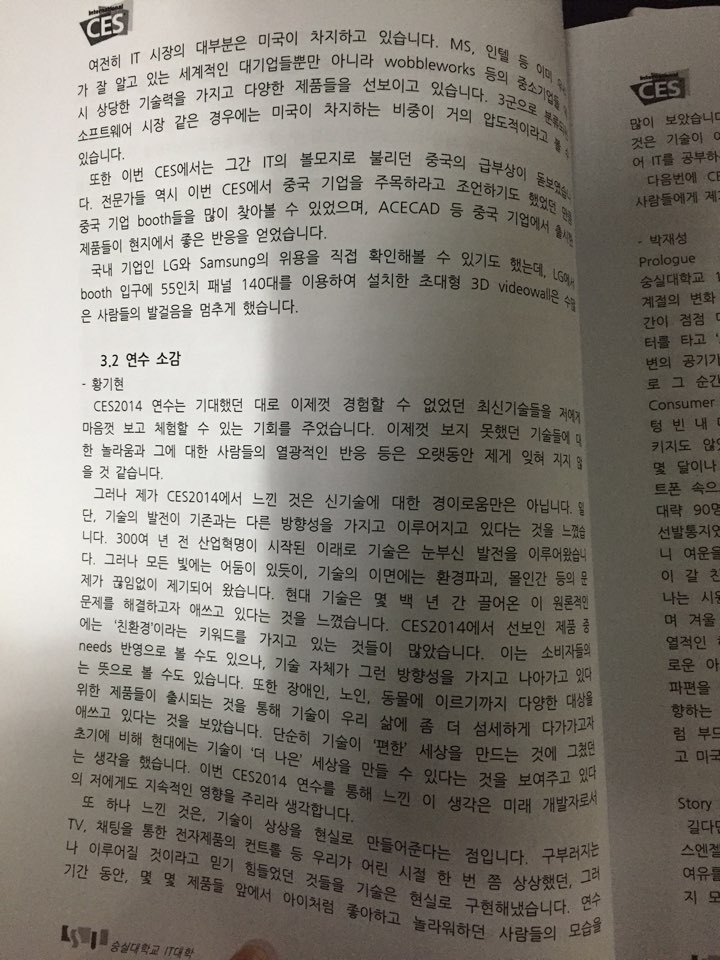 International
CES
여전히 IT 시장의 대부분은 미국이 차지하고 있습니다. MS, 인텔 등 이미
가 잘 알고 있는 세계적인 대기업들뿐만 아니라 wobbleworks 등의 중소기업들
시 상당한 기술력을 가지고 다양한 제품들을 선보이고 있습니다. 3군으로 분류되는
소프트웨어 시장 같은 경우에는 미국이 차지하는 비중이 거의 압도적이라고 볼 수
있습니다.
또한 이번 CES에서는 그간 IT의 볼모지로 불리던 중국의 급부상이 돋보였습니
다. 전문가들 역시 이번 CES에서 중국 기업을 주목하라고 조언하기도 했었던 만큼
중국 기업 booth들을 많이 찾아볼 수 있었으며, ACECAD 등 중국 기업에서 출시한
제품들이 현지에서 좋은 반응을 얻었습니다.
국내 기업인 LG와 Samsung의 위용을 직접 확인해볼 수 있기도 했는데, LG에서
booth 입구에 55인치 패널 140대를 이용하여 설치한 초대형 3D videowall은 수많
은 사람들의 발걸음을 멈추게 했습니다.
3.2 연수 소감
- 황기현
CES2014 연수는 기대했던 대로 이제껏 경험할 수 없었던 최신기술들을 저에게
마음껏 보고 체험할 수 있는 기회를 주었습니다. 이제껏 보지 못했던 기술들에 대
한 놀라움과 그에 대한 사람들의 열광적인 반응 등은 오랫동안 제게 잊혀 지지 않
을 것 같습니다.
그러나 제가 CES2014에서 느낀 것은 신기술에 대한 경이로움만은 아닙니다. 일
단, 기술의 발전이 기존과는 다른 방향성을 가지고 이루어지고 있다는 것을 느꼈습
니다. 300여 년 전 산업혁명이 시작된 이래로 기술은 눈부신 발전을 이루어왔습니
다. 그러나 모든 빛에는 어둠이 있듯이, 기술의 이면에는 환경파괴, 몰인간 등의 문
제가 끊임없이 제기되어 왔습니다. 현대 기술은 몇 백 년 간 끌어온 이 원론적인
문제를 해결하고자 애쓰고 있다는 것을 느꼈습니다. CES2014에서 선보인 제품 중
에는 '친환경'이라는 키워드를 가지고 있는 것들이 많았습니다. 이는 소비자들의
needs 반영으로 볼 수도 있으나, 기술 자체가 그런 방향성을 가지고 나아가고 있다
는 뜻으로 볼 수도 있습니다. 또한 장애인, 노인, 동물에 이르기까지 다양한 대상을
위한 제품들이 출시되는 것을 통해 기술이 우리 삶에 좀 더 섬세하게 다가가고자
애쓰고 있다는 것을 보았습니다. 단순히 기술이 '편한' 세상을 만드는 것에 그쳤던
초기에 비해 현대에는 기술이 '더 나은' 세상을 만들 수 있다는 것을 보여주고 있다
는 생각을 했습니다. 이번 CES2014 연수를 통해 느낀 이 생각은 미래 개발자로서
의 저에게도 지속적인 영향을 주리라 생각합니다.
또 하나 느낀 것은, 기술이 상상을 현실로 만들어준다는 점입니다. 구부러지는
TV, 채팅을 통한 전자제품의 컨트롤 등 우리가 어린 시절 한 번 쯤 상상했던, 그러
나 이루어질 것이라고 믿기 힘들었던 것들을 기술은 현실로 구현해냈습니다. 연수
기간 동안, 몇 몇 제품들 앞에서 아이처럼 좋아하고 놀라워하던 사람들의 모습을
숭실대학교 IT대학
International
CES
많이 보았습니다
것은 기술이 이
어 IT를 공부하
다음번에 CE
사람들에게 제
- 박재성
Prologue
숭실대학교 1
계절의 변화
간이 점점 다
터를 타고 '
변의 공기가
로 그 순간
Consumer
텅 빈 내
키지도 않
몇 달이나
트폰 속으
대략 90명
선발통지
니 여운을
이 갈 친
나는 시
며 겨울
열적인
로운 아
파편을
향하는
럼 부드
고 미국
Story
길다던
스엔젤
여유를
지 모